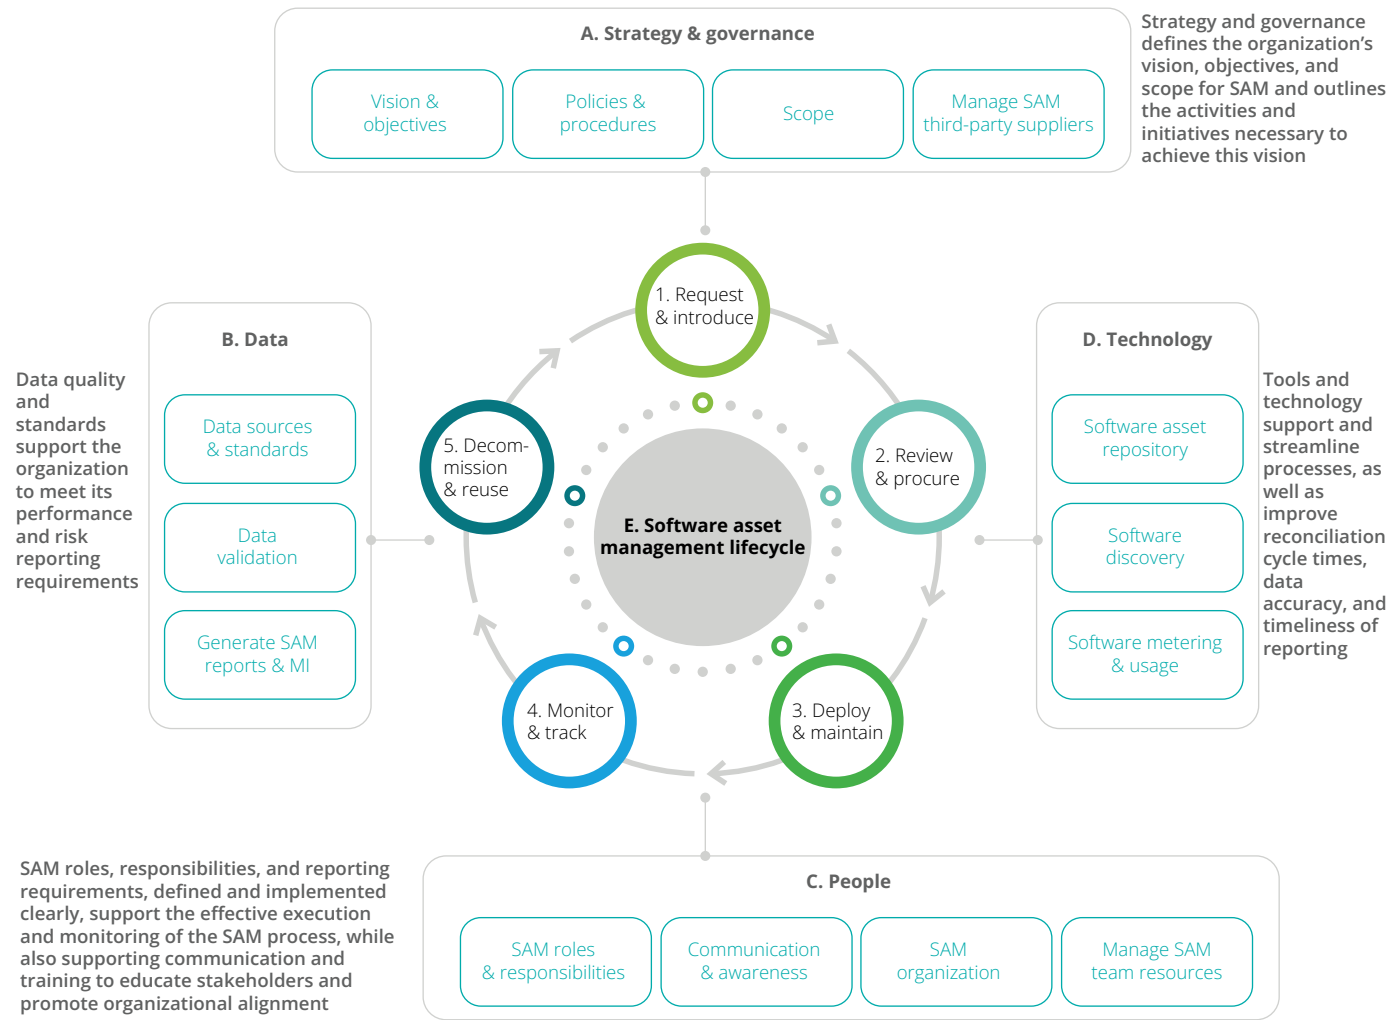 A. Strategy & governance
Vision &
objectives
Policies &
procedures
Scope
Manage SAM
third-party suppliers
Strategy and governance
defines the organization’s
vision, objectives, and
scope for SAM and outlines
the activities and
initiatives necessary to
achieve this vision
1. Request
& introduce
2. Review
& procure
3. Deploy
& maintain
4. Monitor
& track
5. Decom-
mission
& reuse
E. Software asset
management lifecycle
Data quality
and
standards
support the
organization
to meet its
performance
and risk
reporting
requirements
B. Data
Data sources
& standards
Data
validation
Generate SAM
reports & MI
D. Technology
Software asset
repository
Software
discovery
Software metering
& usage
Tools and
technology
support and
streamline
processes, as
well as
improve
reconciliation
cycle times,
data
accuracy, and
timeliness of
reporting
SAM roles, responsibilities, and reporting
requirements, defined and implemented
clearly, support the effective execution
and monitoring of the SAM process, while
also supporting communication and
training to educate stakeholders and
promote organizational alignment
C. People
SAM roles
& responsibilities
Communication
& awareness
SAM
organization
Manage SAM
team resources